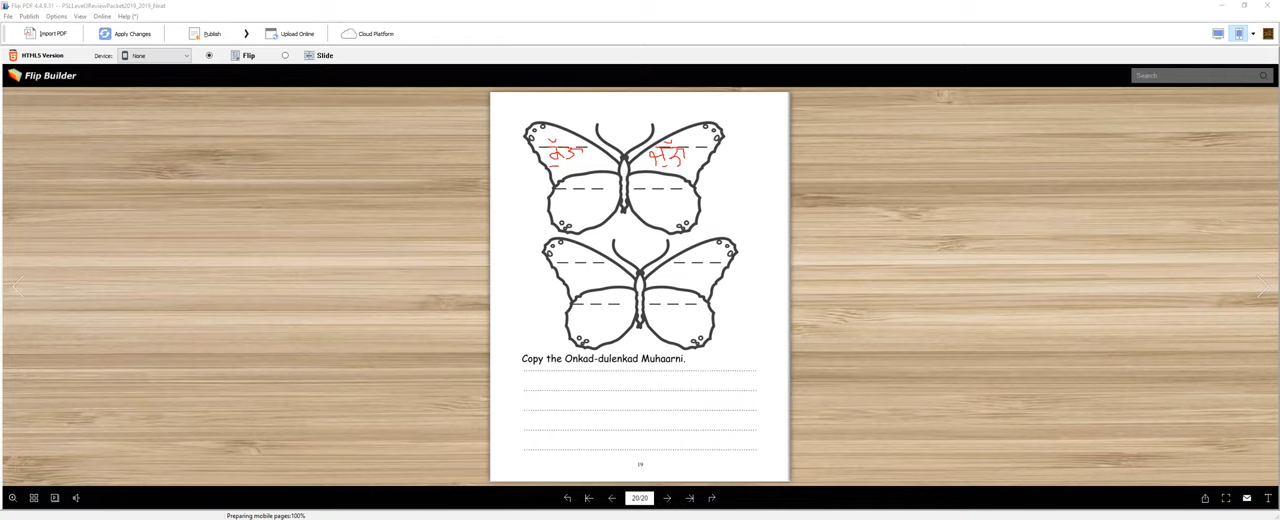 Flip PDF 4.4.9.31 -- PSLLevel2ReviewPacket2019_2019_Nxat
File Publish Options View Online Help (*)
Import PDF Apply Changes Publish Upload Online Cloud Platform
HTML5 Version Device: None Flip Slide
Flip Builder Search
Copy the Onkad-dulenkad Muhaarni.
19
20/20
Preparing mobile pages:100%